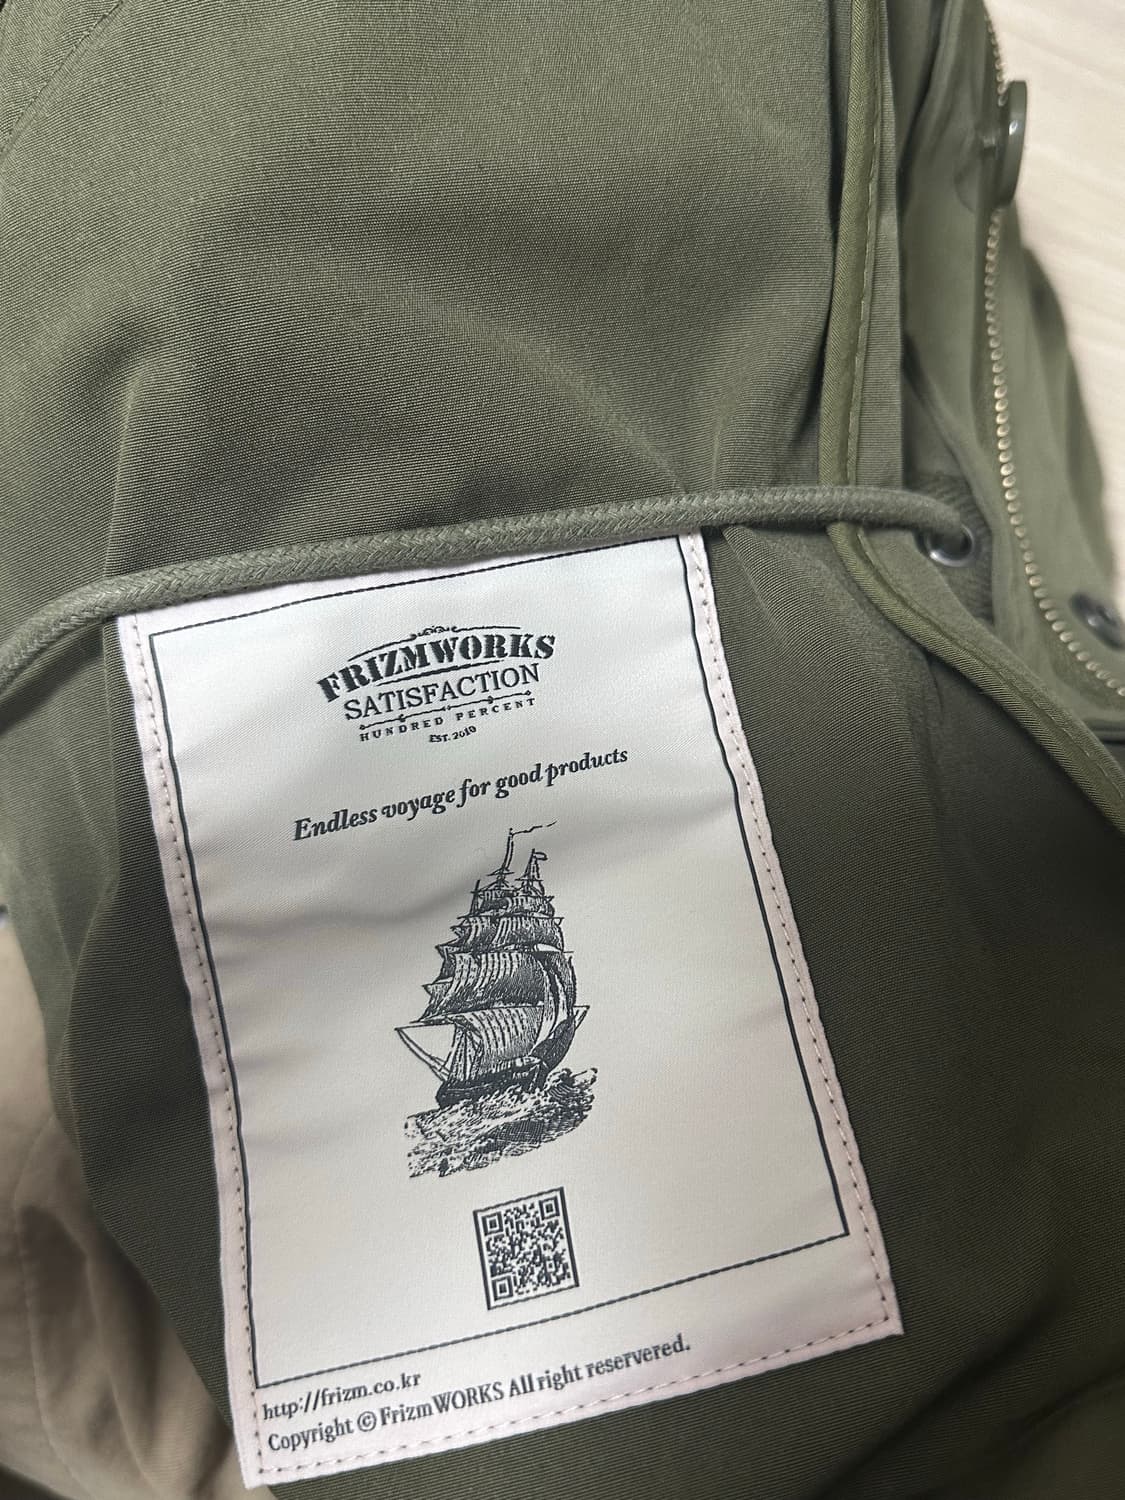 FRIZMWORKS
SATISFACTION
HUNDRED PERCENT
EST. 2010
Endless voyage for good products
http://frizm.co.kr
Copyright © FrizmWORKS All right reservered.